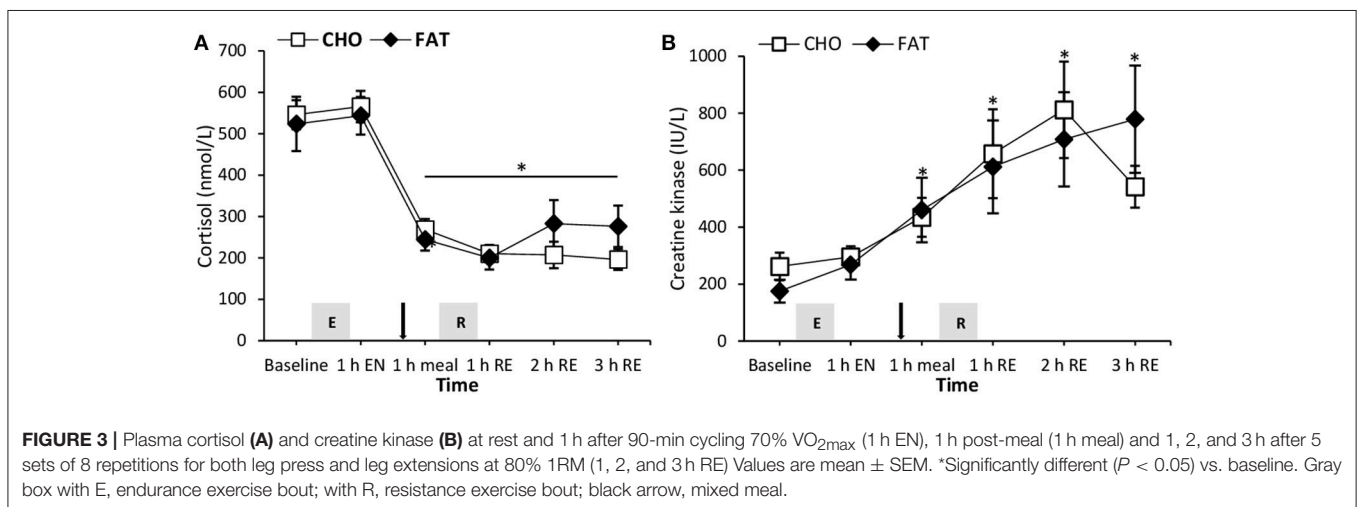 A
CHO FAT
700
600
500
400
300
200
100
0
Cortisol (nmol/L)
*
E
R
Baseline 1 h EN 1 h meal 1 h RE 2 h RE 3 h RE
Time
B
CHO FAT
1000
800
600
400
200
0
Creatine kinase (IU/L)
* * * *
E
R
Baseline 1 h EN 1 h meal 1 h RE 2 h RE 3 h RE
Time
FIGURE 3 | Plasma cortisol (A) and creatine kinase (B) at rest and 1 h after 90-min cycling 70% VO2max (1 h EN), 1 h post-meal (1 h meal) and 1, 2, and 3 h after 5
sets of 8 repetitions for both leg press and leg extensions at 80% 1RM (1, 2, and 3 h RE) Values are mean ± SEM. *Significantly different (P < 0.05) vs. baseline. Gray
box with E, endurance exercise bout; with R, resistance exercise bout; black arrow, mixed meal.